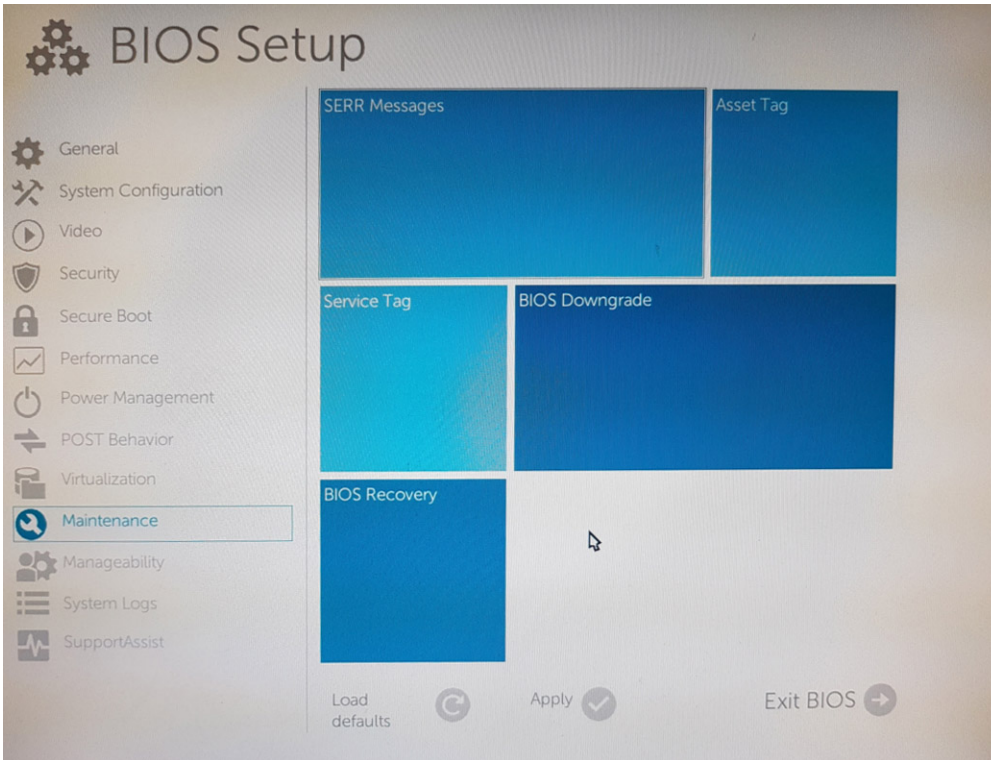 BIOS Setup
General
System Configuration
Video
Security
Secure Boot
Performance
Power Management
POST Behavior
Virtualization
Maintenance
Manageability
System Logs
SupportAssist
SERR Messages
Asset Tag
Service Tag
BIOS Downgrade
BIOS Recovery
Load
defaults
Apply
Exit BIOS